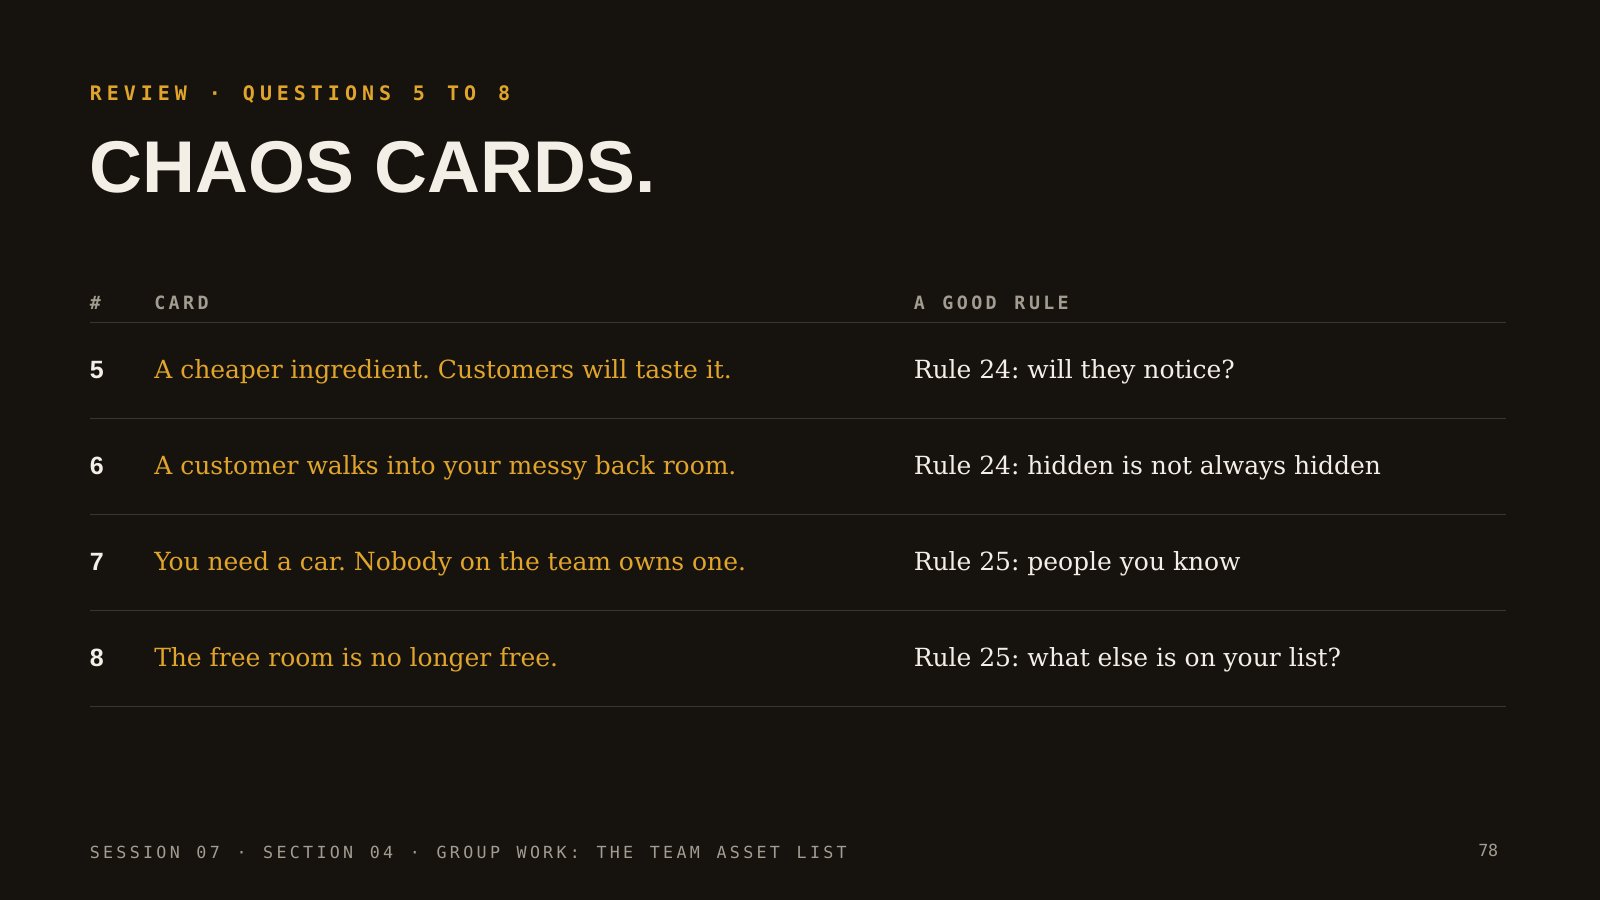 REVIEW · QUESTIONS 5 TO 8
CHAOS CARDS.
# CARD A GOOD RULE
5 A cheaper ingredient. Customers will taste it. Rule 24: will they notice?
6 A customer walks into your messy back room. Rule 24: hidden is not always hidden
7 You need a car. Nobody on the team owns one. Rule 25: people you know
8 The free room is no longer free. Rule 25: what else is on your list?
SESSION 07 · SECTION 04 · GROUP WORK: THE TEAM ASSET LIST 78